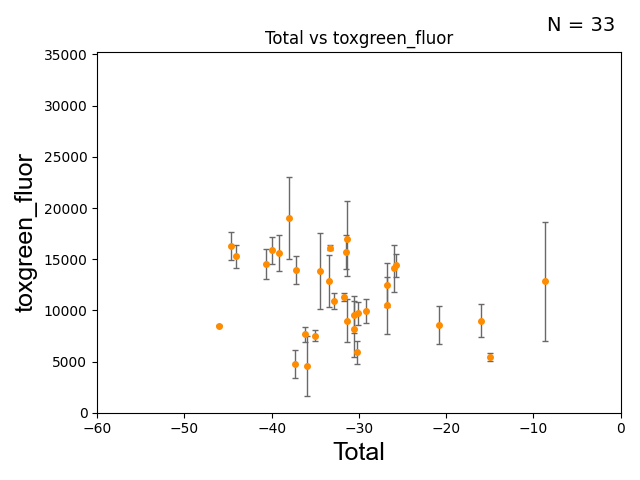 N = 33
Total vs toxgreen_fluor
35000
30000
25000
20000
15000
10000
5000
0
toxgreen_fluor
−60 −50 −40 −30 −20 −10 0
Total